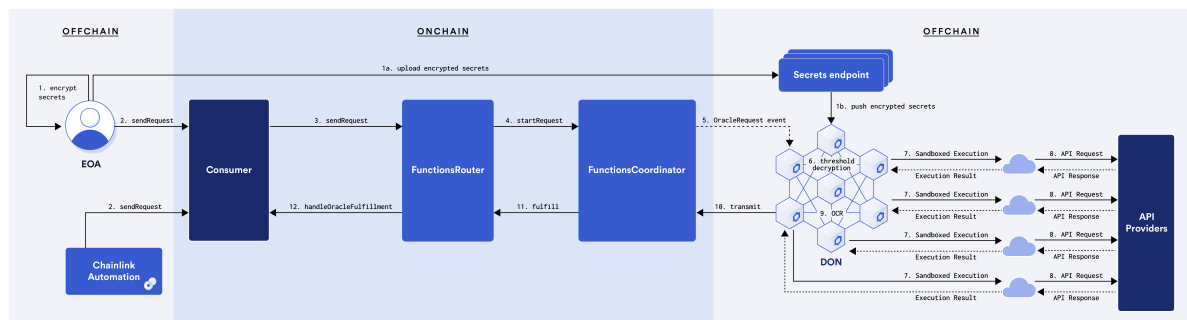 OFFCHAIN
ONCHAIN
OFFCHAIN
1a. upload encrypted secrets
Secrets endpoint
1. encrypt
secrets
1b. push encrypted secrets
2. sendRequest
3. sendRequest
4. startRequest
5. OracleRequest event
EOA
Consumer
FunctionsRouter
FunctionsCoordinator
6. threshold
decryption
7. Sandboxed Execution
8. API Request
Execution Result
API Response
7. Sandboxed Execution
8. API Request
Execution Result
API Response
2. sendRequest
12. handleOracleFulfillment
11. fulfill
10. transmit
9. OCR
API
Providers
7. Sandboxed Execution
8. API Request
Execution Result
API Response
DON
Chainlink
Automation
7. Sandboxed Execution
8. API Request
Execution Result
API Response